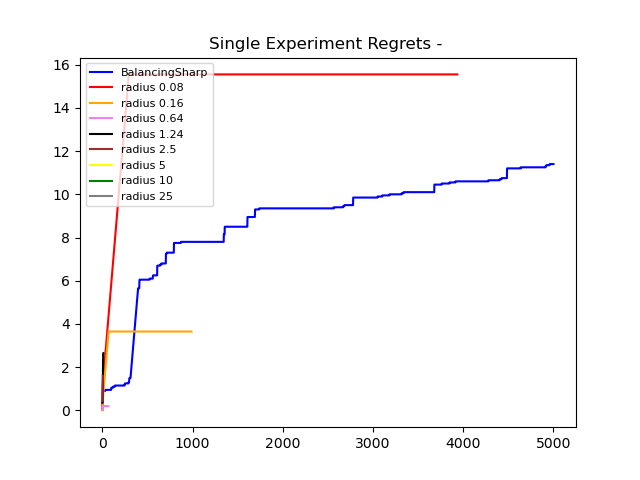 Single Experiment Regrets -
BalancingSharp
radius 0.08
radius 0.16
radius 0.64
radius 1.24
radius 2.5
radius 5
radius 10
radius 25
16
14
12
10
8
6
4
2
0
0 1000 2000 3000 4000 5000